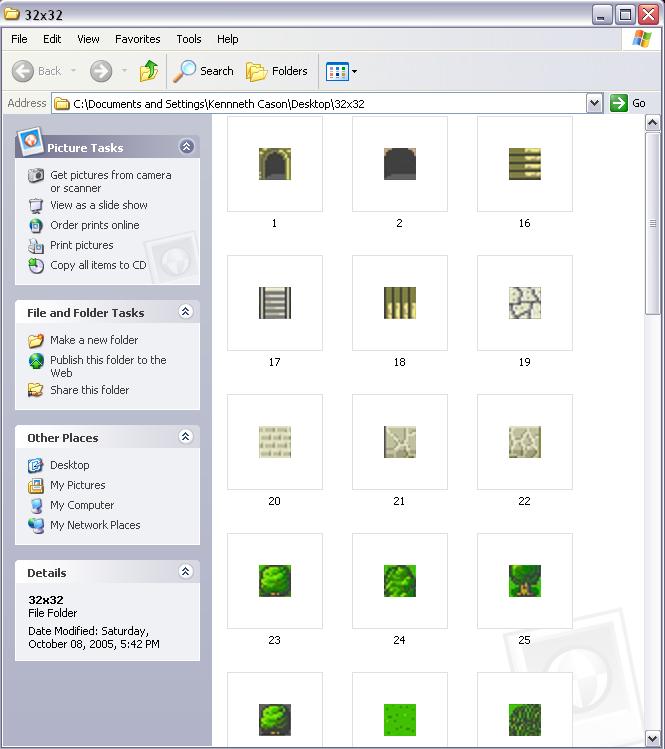 32x32
File Edit View Favorites Tools Help
Back Search Folders
Address C:\Documents and Settings\Kennneth Cason\Desktop\32x32 Go
Picture Tasks
Get pictures from camera
or scanner
View as a slide show
Order prints online
Print pictures
Copy all items to CD
File and Folder Tasks
Make a new folder
Publish this folder to the
Web
Share this folder
Other Places
Desktop
My Pictures
My Computer
My Network Places
Details
32x32
File Folder
Date Modified: Saturday,
October 08, 2005, 5:42 PM
1 2 16
17 18 19
20 21 22
23 24 25